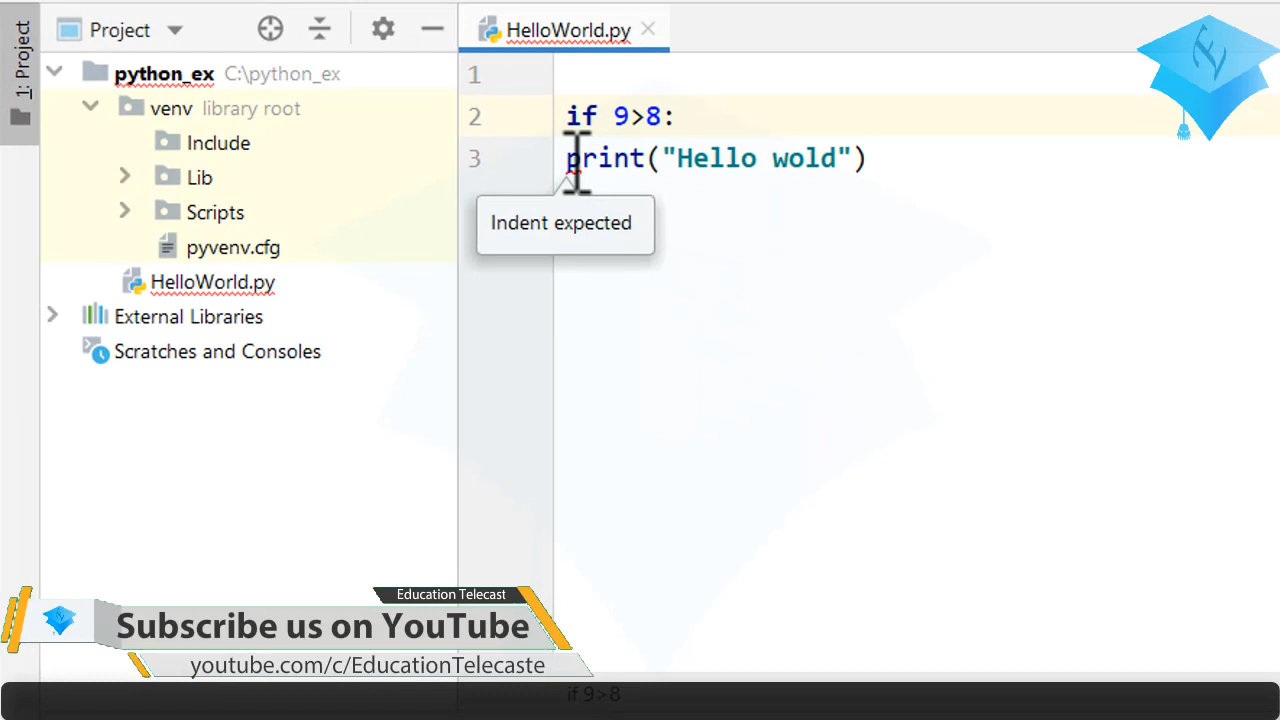 1: Project
Project
python_ex C:\python_ex
venv library root
Include
Lib
Scripts
pyvenv.cfg
HelloWorld.py
External Libraries
Scratches and Consoles
HelloWorld.py
1
2 if 9>8:
3 print("Hello wold")
Indent expected
Education Telecast
Subscribe us on YouTube
youtube.com/c/EducationTelecaste
if 9>8